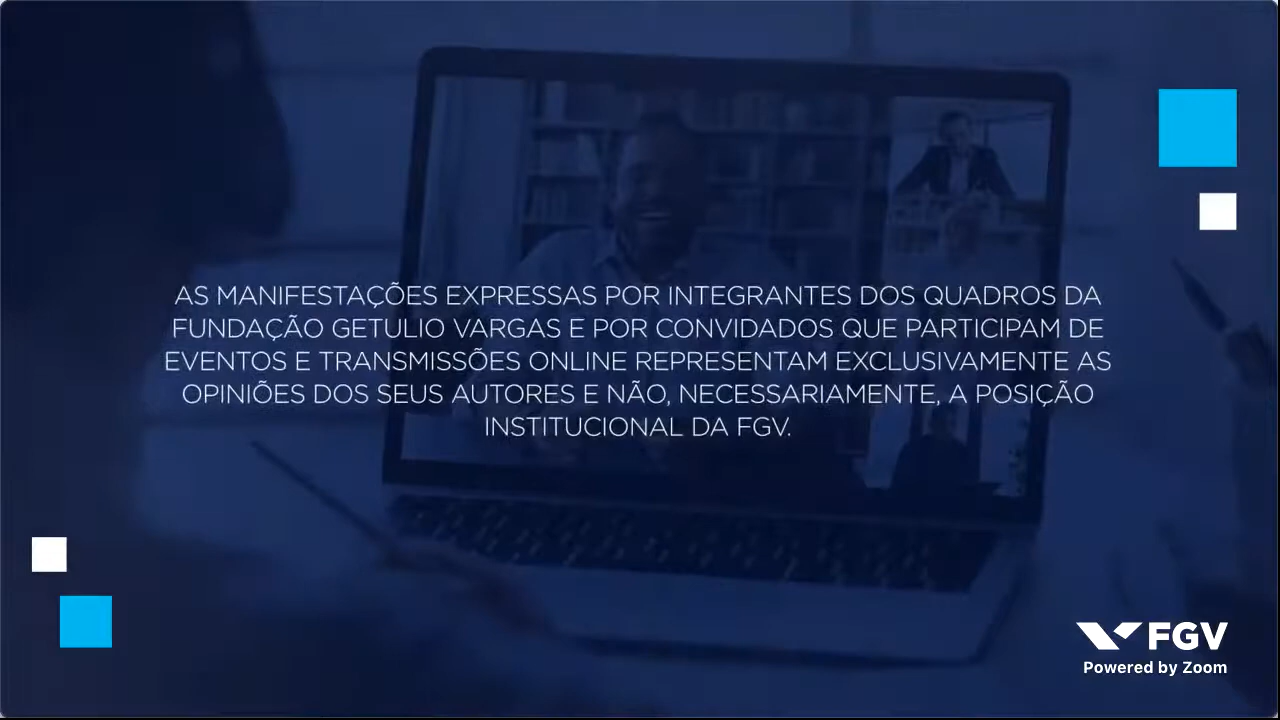 AS MANIFESTAÇÕES EXPRESSAS POR INTEGRANTES DOS QUADROS DA
FUNDAÇÃO GETULIO VARGAS E POR CONVIDADOS QUE PARTICIPAM DE
EVENTOS E TRANSMISSÕES ONLINE REPRESENTAM EXCLUSIVAMENTE AS
OPINIÕES DOS SEUS AUTORES E NÃO, NECESSARIAMENTE, A POSIÇÃO
INSTITUCIONAL DA FGV.
FGV
Powered by Zoom